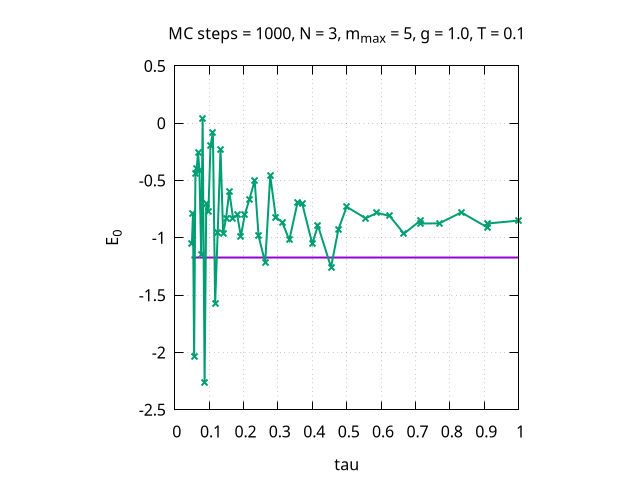 MC steps = 1000, N = 3, m_max = 5, g = 1.0, T = 0.1
0.5
0
-0.5
-1
-1.5
-2
-2.5
E_0
0 0.1 0.2 0.3 0.4 0.5 0.6 0.7 0.8 0.9 1
tau